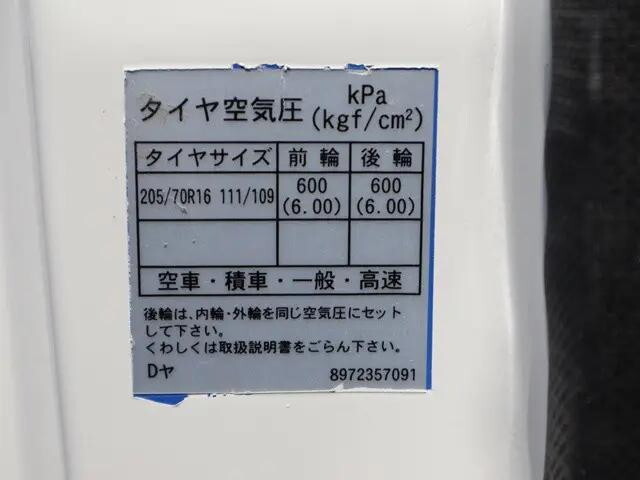 タイヤ空気圧 kPa (kgf/cm²)
タイヤサイズ 前輪 後輪
205/70R16 111/109 600 (6.00) 600 (6.00)
空車・積車・一般・高速
後輪は、内輪・外輪を同じ空気圧にセット
して下さい。
くわしくは取扱説明書をごらん下さい。
Dヤ 8972357091